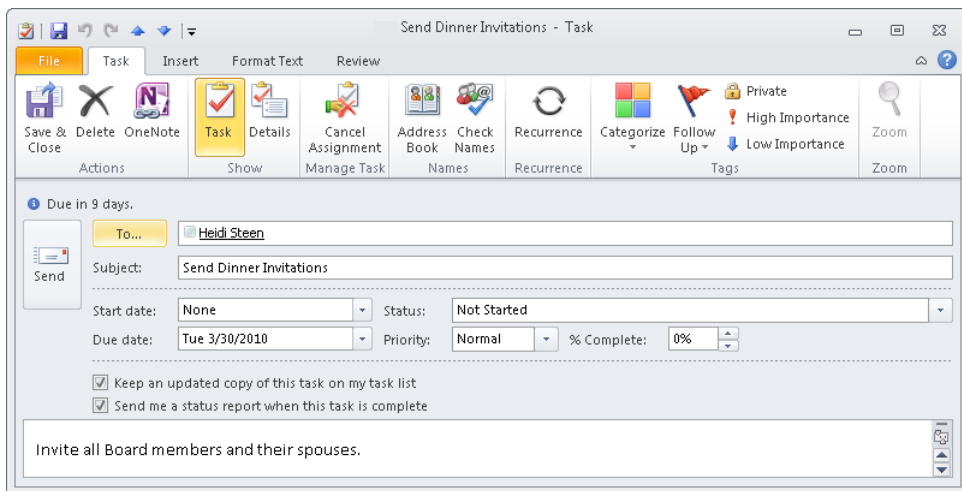 Send Dinner Invitations - Task
File Task Insert Format Text Review
Save & Close Delete OneNote Task Details Cancel Assignment Address Book Check Names Recurrence Categorize Follow Up Private High Importance Low Importance Zoom
Actions Show Manage Task Names Recurrence Tags Zoom
Due in 9 days.
To... Heidi Steen
Send
Subject: Send Dinner Invitations
Start date: None Status: Not Started
Due date: Tue 3/30/2010 Priority: Normal % Complete: 0%
Keep an updated copy of this task on my task list
Send me a status report when this task is complete
Invite all Board members and their spouses.